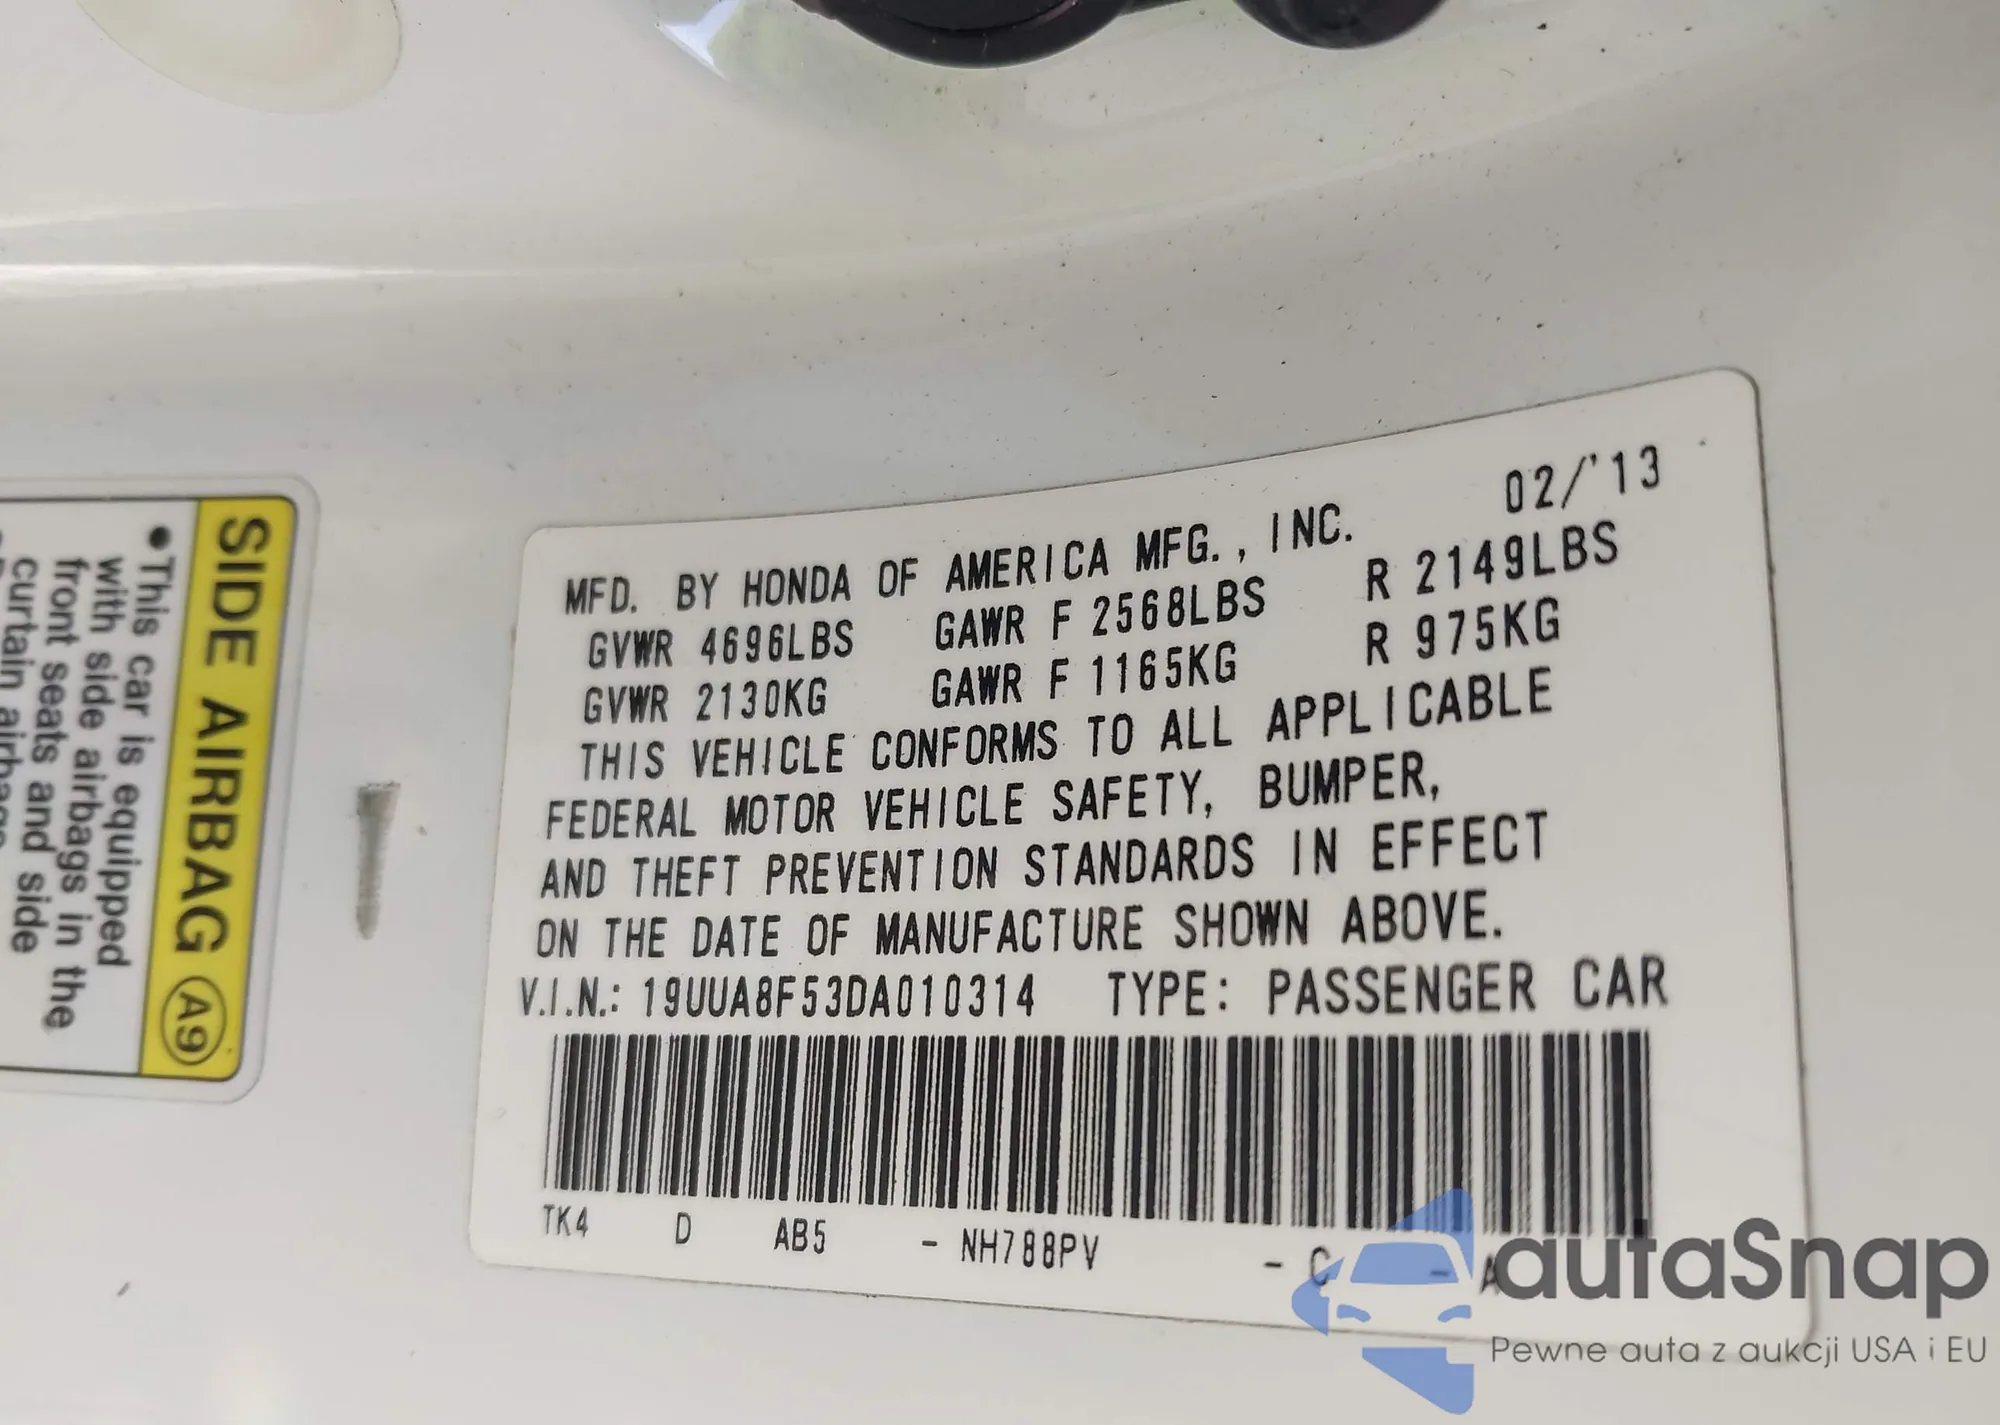 SIDE AIRBAG A9
●This car is equipped
with side airbags in the
front seats and side
curtain
MFD. BY HONDA OF AMERICA MFG., INC. 02/'13
GVWR 4696LBS GAWR F 2568LBS R 2149LBS
GVWR 2130KG GAWR F 1165KG R 975KG
THIS VEHICLE CONFORMS TO ALL APPLICABLE
FEDERAL MOTOR VEHICLE SAFETY, BUMPER,
AND THEFT PREVENTION STANDARDS IN EFFECT
ON THE DATE OF MANUFACTURE SHOWN ABOVE.
V.I.N.: 19UUA8F53DA010314 TYPE: PASSENGER CAR
TK4 D AB5 - NH788PV - C - A
autaSnap
Pewne auta z aukcji USA i EU